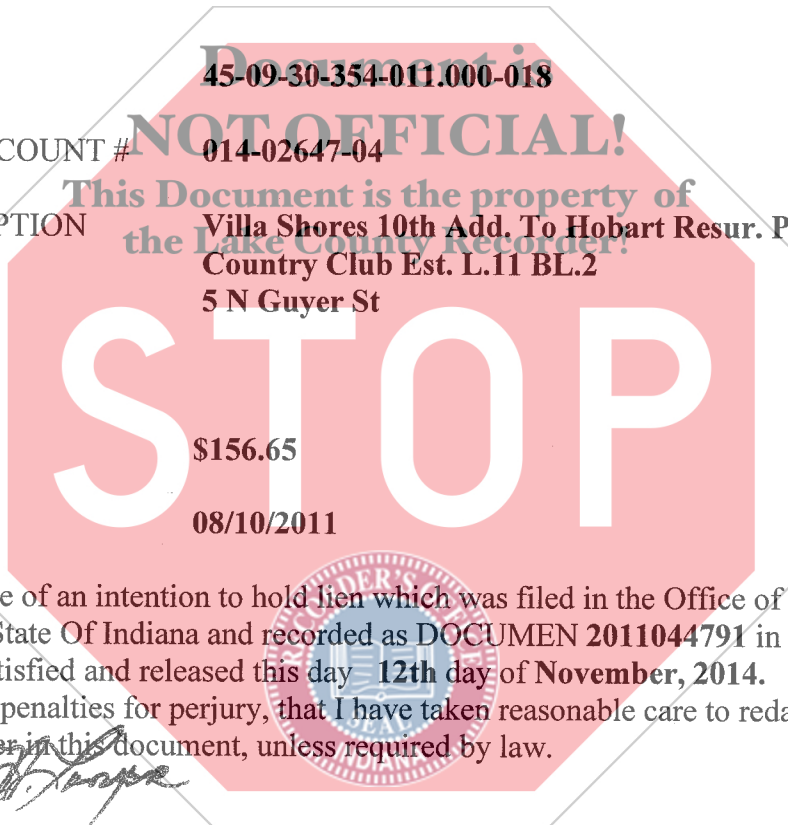 Document is
45-09-30-354-011.000-018
NOT OFFICIAL!
COUNT # 014-02647-04
This Document is the property of
PTION Villa Shores 10th Add. To Hobart Resur. P
the Lake County Recorder!
Country Club Est. L.11 BL.2
5 N Guyer St
STOP
$156.65
08/10/2011
e of an intention to hold lien which was filed in the Office of
State Of Indiana and recorded as DOCUMEN 2011044791 in
tisfied and released this day 12th day of November, 2014.
penalties for perjury, that I have taken reasonable care to reda
er in this document, unless required by law.
RECORDER'S OFFICE
SEAL
INDIANA